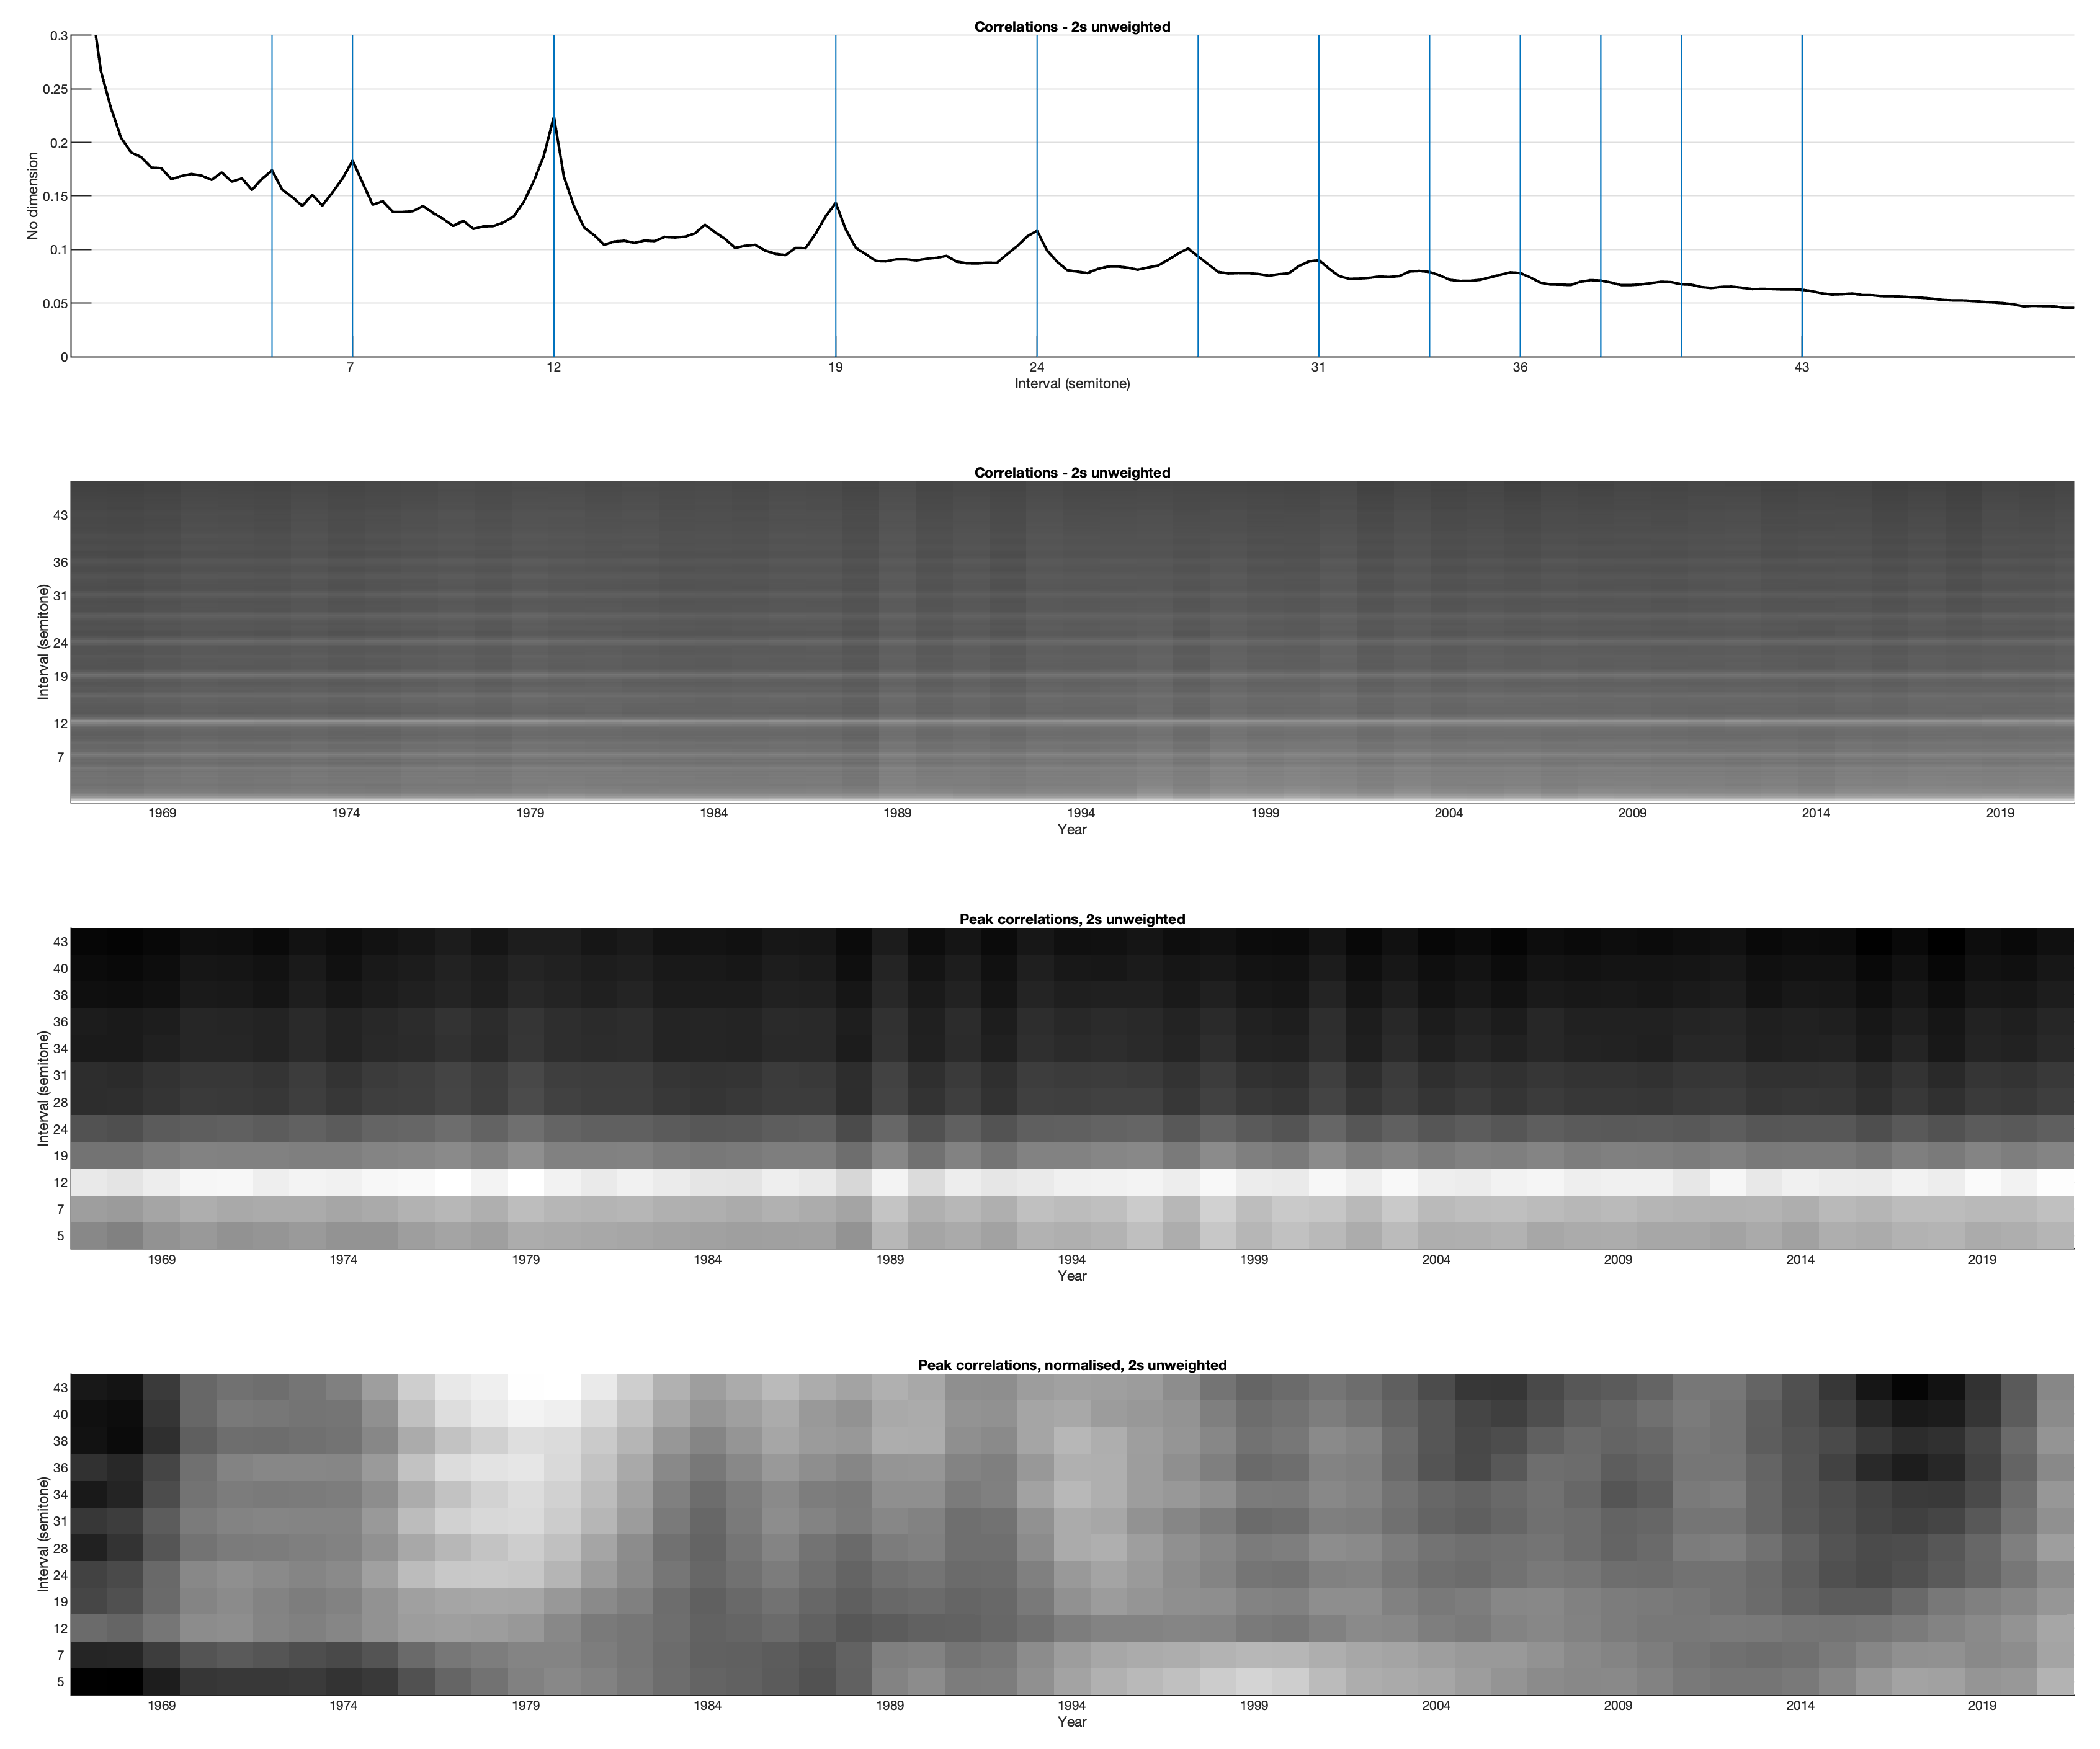 Correlations - 2s unweighted
0.3
0.25
0.2
0.15
0.1
0.05
0
No dimension
7 12 19 24 31 36 43
Interval (semitone)
Correlations - 2s unweighted
43
36
31
24
19
12
7
Interval (semitone)
1969 1974 1979 1984 1989 1994 1999 2004 2009 2014 2019
Year
Peak correlations, 2s unweighted
43
40
38
36
34
31
28
24
19
12
7
5
Interval (semitone)
1969 1974 1979 1984 1989 1994 1999 2004 2009 2014 2019
Year
Peak correlations, normalised, 2s unweighted
43
40
38
36
34
31
28
24
19
12
7
5
Interval (semitone)
1969 1974 1979 1984 1989 1994 1999 2004 2009 2014 2019
Year